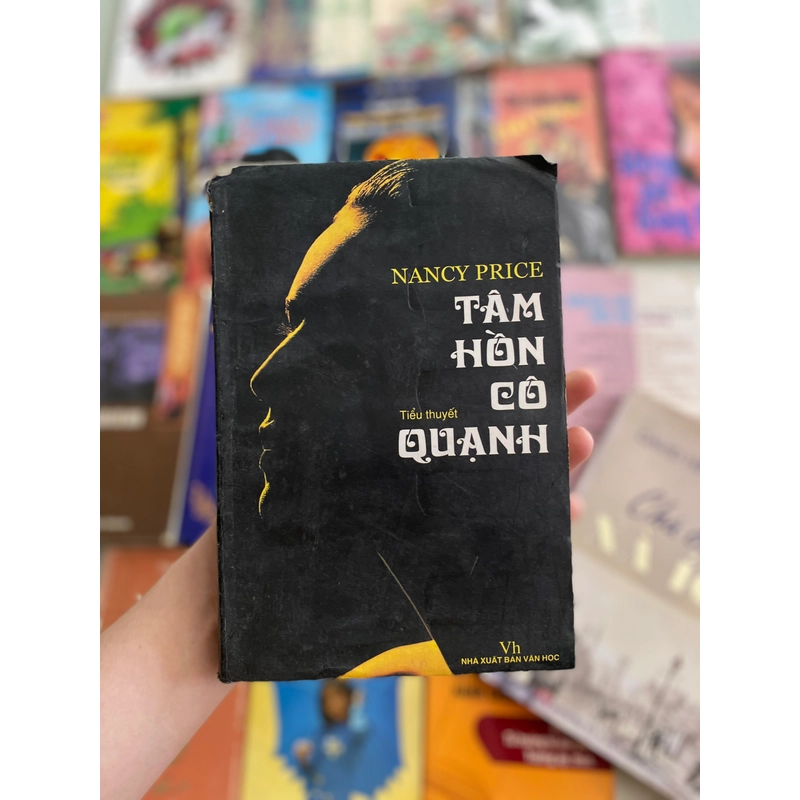 NANCY PRICE
TÂM
HỒN
CÔ
Tiểu thuyết
QUẠNH
Vh
NHÀ XUẤT BẢN VĂN HỌC